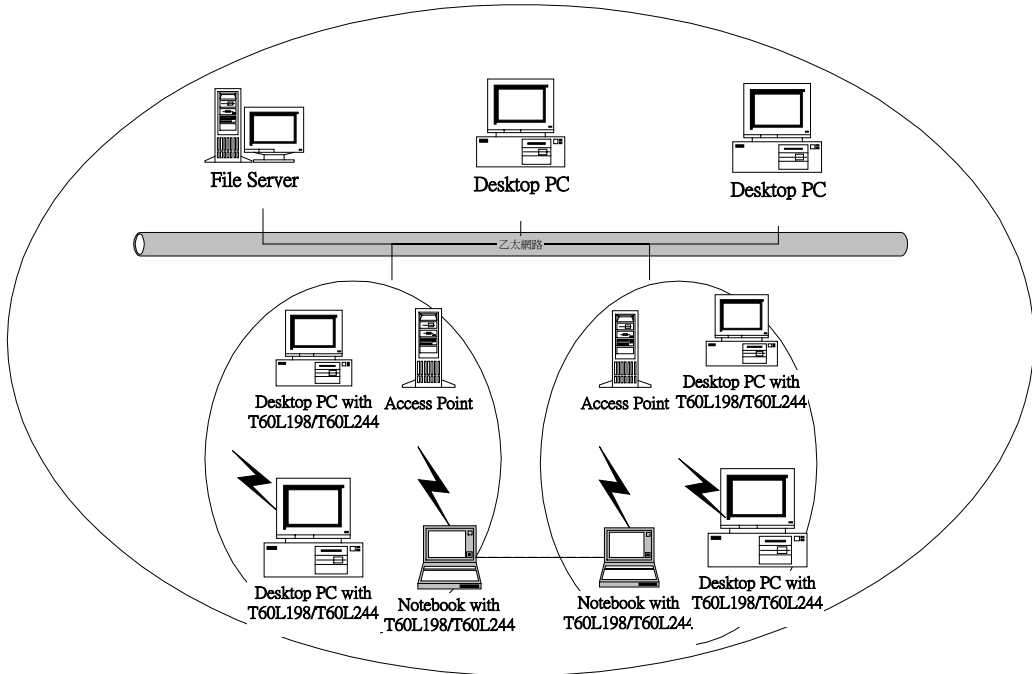 File Server
Desktop PC
Desktop PC
乙太網路
Desktop PC with
T60L198/T60L244
Access Point
Access Point
Desktop PC with
T60L198/T60L244
Desktop PC with
T60L198/T60L244
Notebook with
T60L198/T60L244
Notebook with
T60L198/T60L244
Desktop PC with
T60L198/T60L244